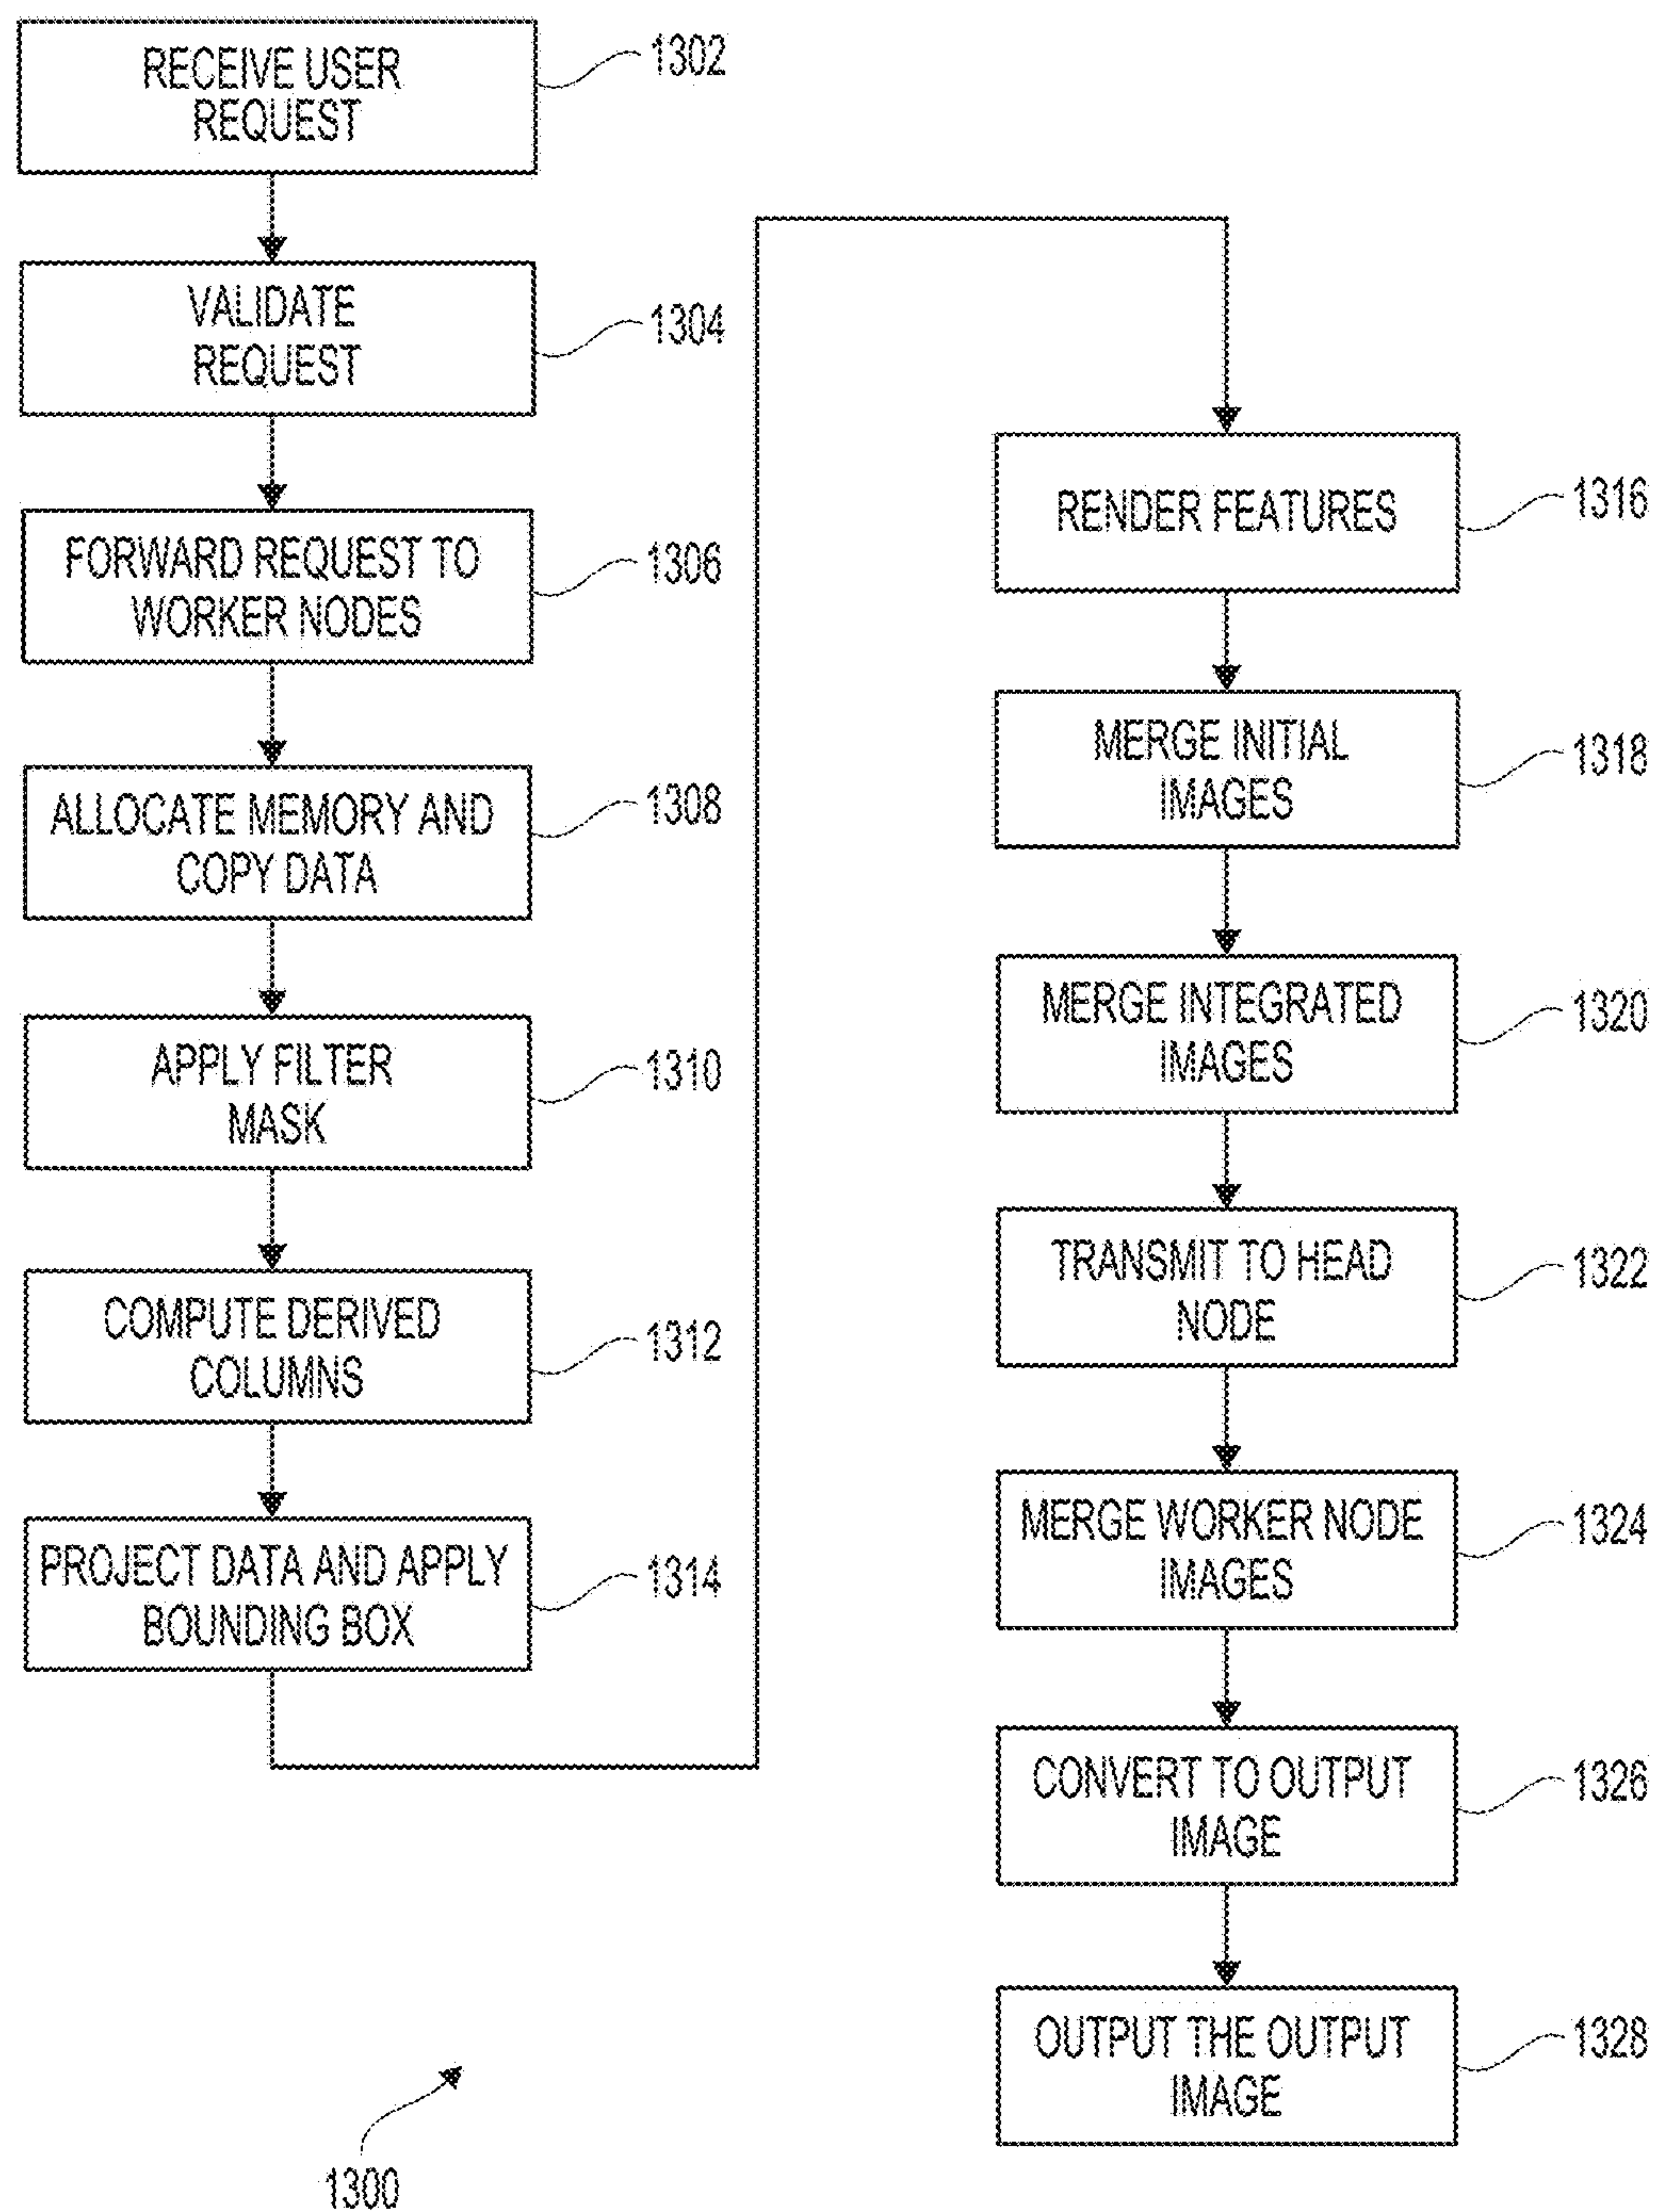 RECEIVE USER
REQUEST
1302
VALIDATE
REQUEST
1304
FORWARD REQUEST TO
WORKER NODES
1306
ALLOCATE MEMORY AND
COPY DATA
1308
APPLY FILTER
MASK
1310
COMPUTE DERIVED
COLUMNS
1312
PROJECT DATA AND APPLY
BOUNDING BOX
1314
RENDER FEATURES
1316
MERGE INITIAL
IMAGES
1318
MERGE INTEGRATED
IMAGES
1320
TRANSMIT TO HEAD
NODE
1322
MERGE WORKER NODE
IMAGES
1324
CONVERT TO OUTPUT
IMAGE
1326
OUTPUT THE OUTPUT
IMAGE
1328
1300